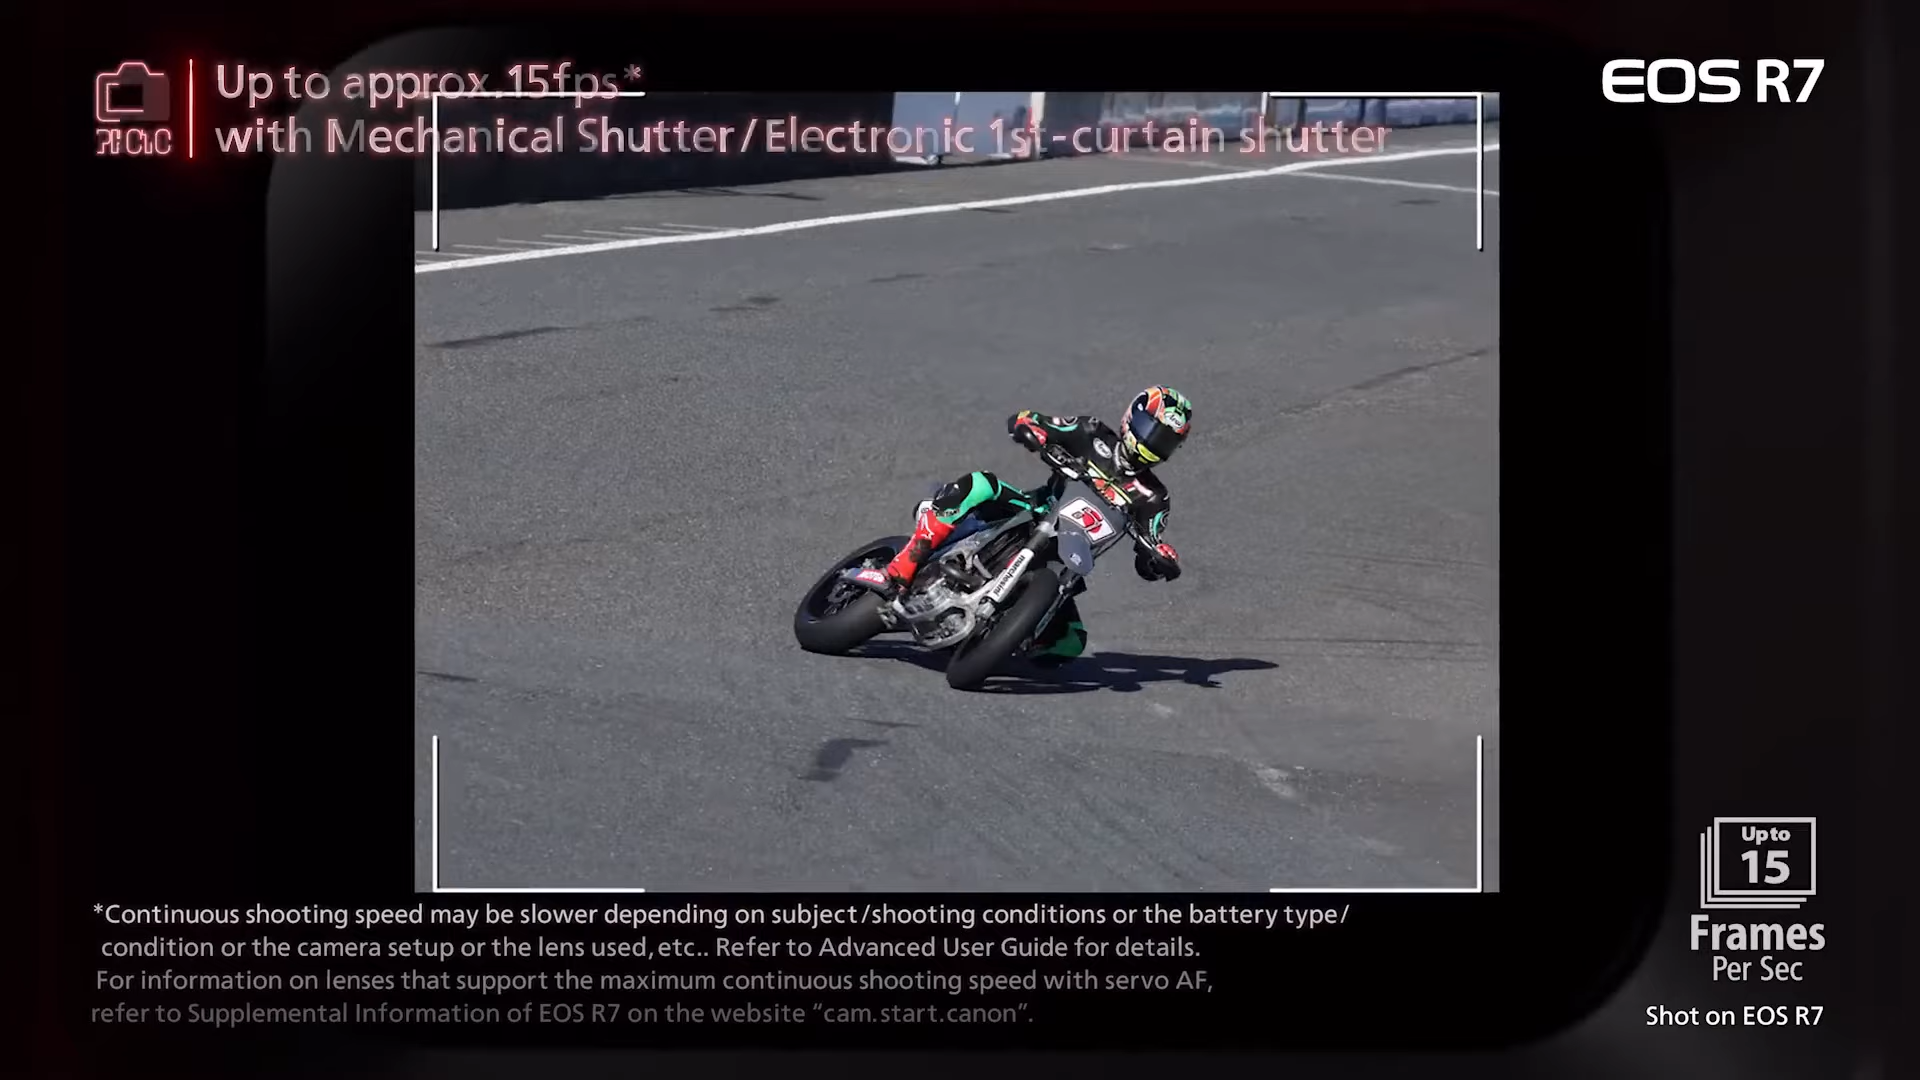 Up to approx.15fps*
with Mechanical Shutter/Electronic 1st-curtain shutter
EOS R7
marchesini
Up to
15
Frames
Per Sec
*Continuous shooting speed may be slower depending on subject/shooting conditions or the battery type/
condition or the camera setup or the lens used,etc.. Refer to Advanced User Guide for details.
For information on lenses that support the maximum continuous shooting speed with servo AF,
refer to Supplemental Information of EOS R7 on the website “cam.start.canon”.
Shot on EOS R7